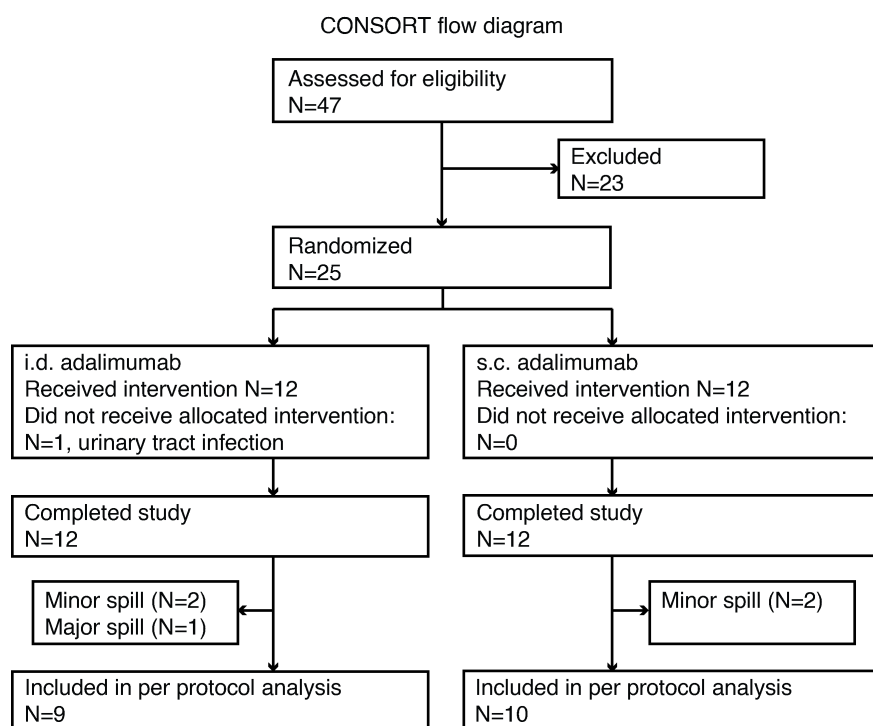 CONSORT flow diagram
Assessed for eligibility
N=47
Excluded
N=23
Randomized
N=25
i.d. adalimumab
Received intervention N=12
Did not receive allocated intervention:
N=1, urinary tract infection
s.c. adalimumab
Received intervention N=12
Did not receive allocated intervention:
N=0
Completed study
N=12
Completed study
N=12
Minor spill (N=2)
Major spill (N=1)
Minor spill (N=2)
Included in per protocol analysis
N=9
Included in per protocol analysis
N=10